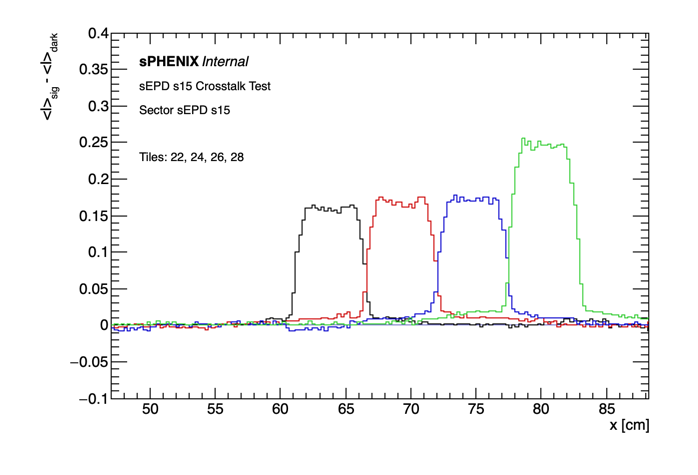 0.4
0.35
0.3
0.25
0.2
0.15
0.1
0.05
0
−0.05
−0.1
<I>sig - <I>dark
sPHENIX Internal
sEPD s15 Crosstalk Test
Sector sEPD s15
Tiles: 22, 24, 26, 28
50 55 60 65 70 75 80 85
x [cm]